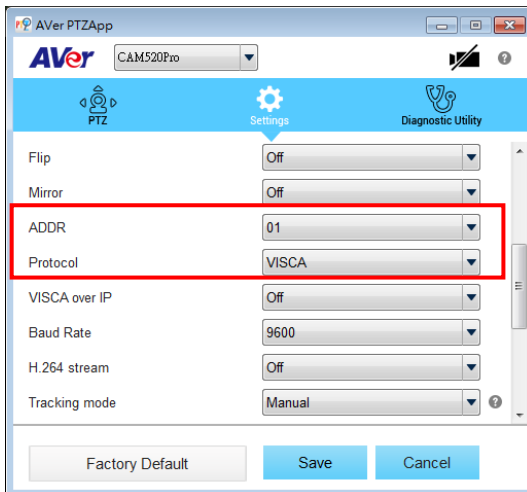 AVer PTZApp
AVer CAM520Pro ?
PTZ Settings Diagnostic Utility
Flip Off
Mirror Off
ADDR 01
Protocol VISCA
VISCA over IP Off
Baud Rate 9600
H.264 stream Off
Tracking mode Manual ?
Factory Default Save Cancel